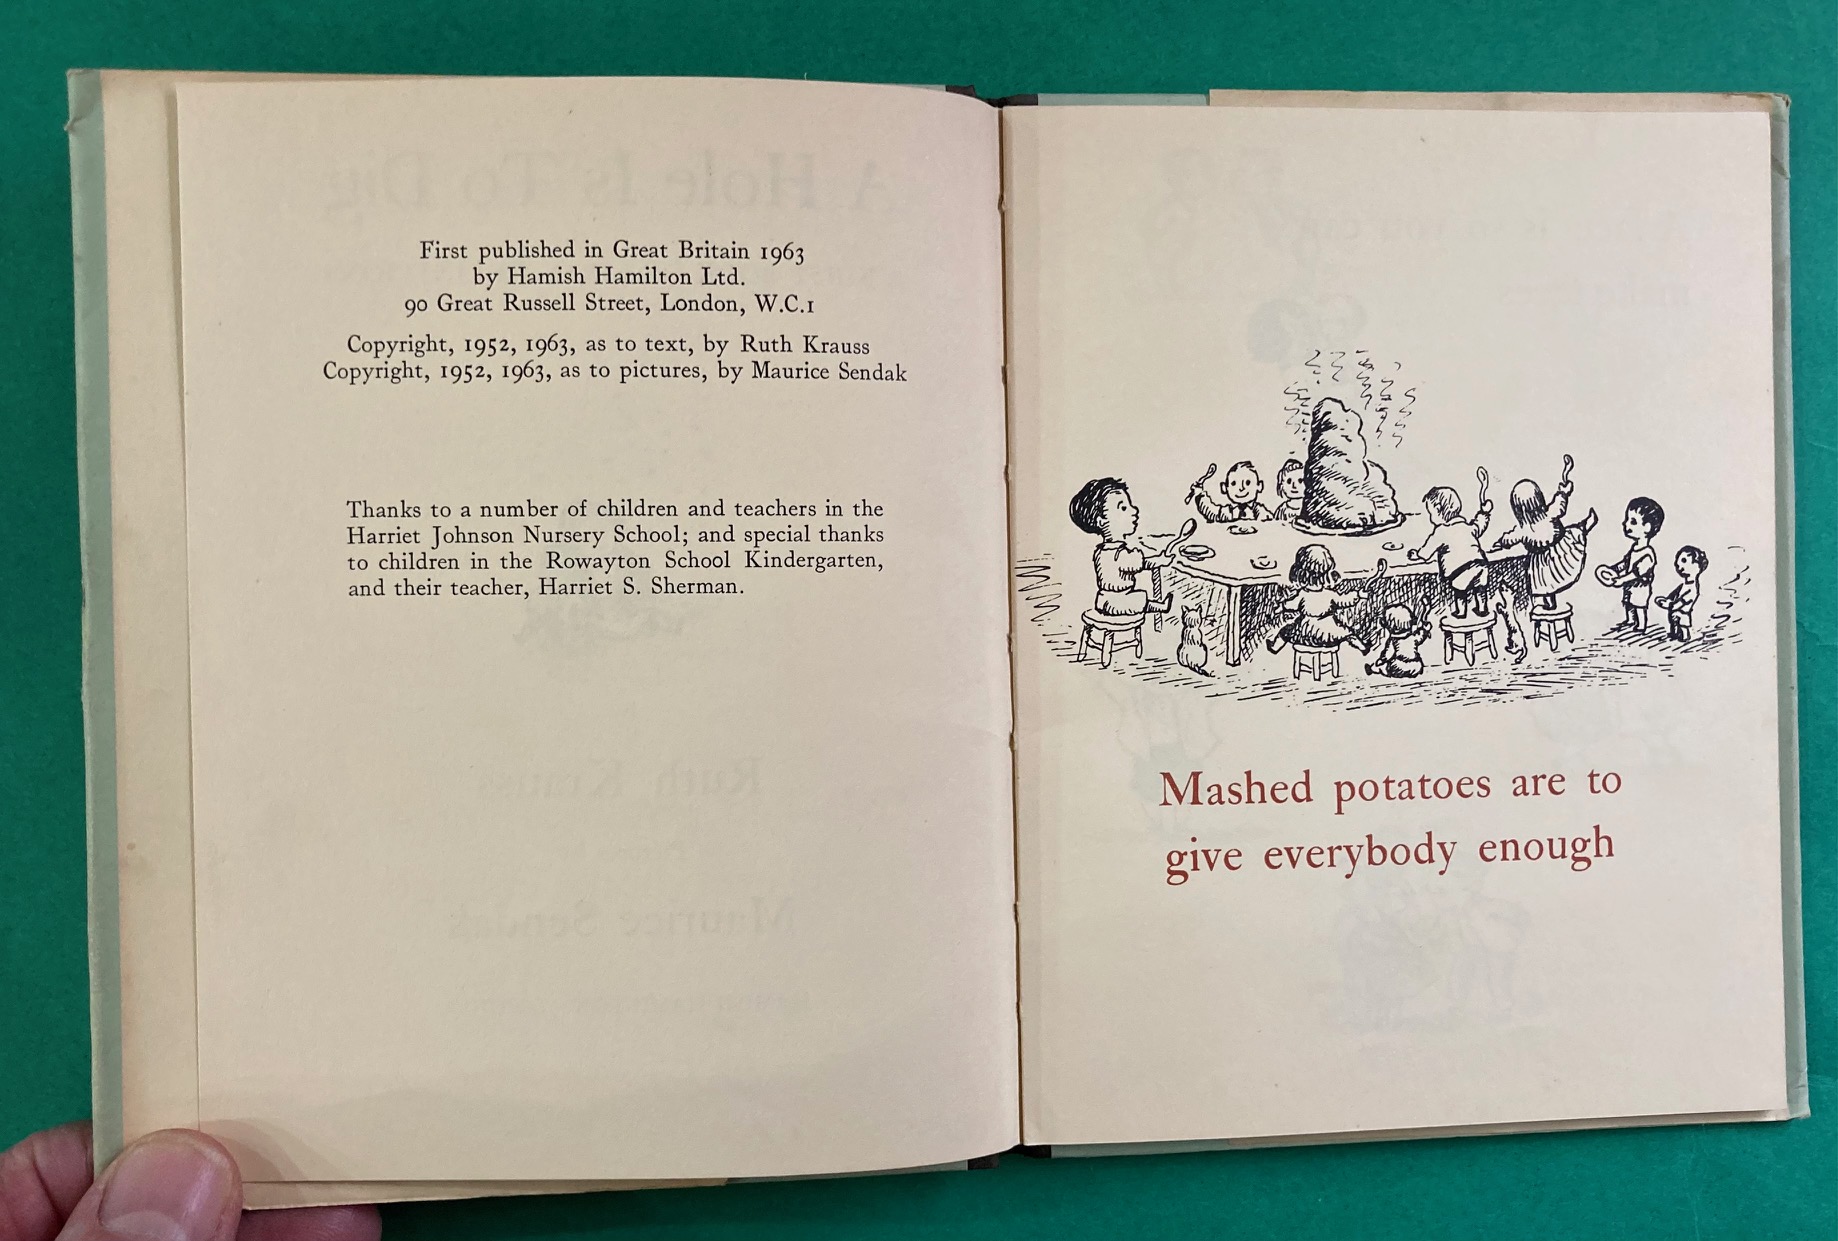 First published in Great Britain 1963
by Hamish Hamilton Ltd.
90 Great Russell Street, London, W.C.1
Copyright, 1952, 1963, as to text, by Ruth Krauss
Copyright, 1952, 1963, as to pictures, by Maurice Sendak
Thanks to a number of children and teachers in the
Harriet Johnson Nursery School; and special thanks
to children in the Rowayton School Kindergarten,
and their teacher, Harriet S. Sherman.
Mashed potatoes are to
give everybody enough